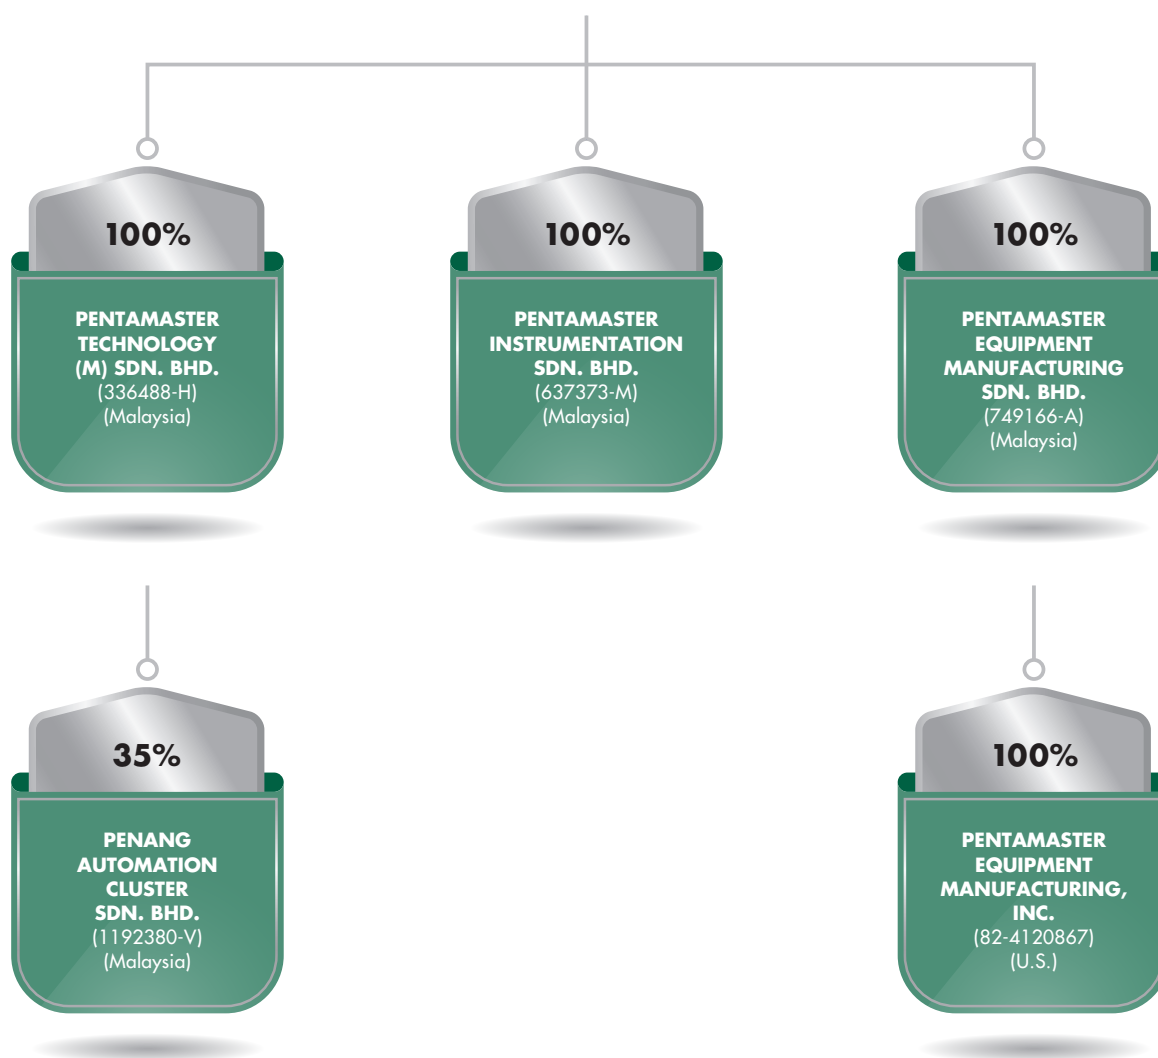 100%
PENTAMASTER
TECHNOLOGY
(M) SDN. BHD.
(336488-H)
(Malaysia)
100%
PENTAMASTER
INSTRUMENTATION
SDN. BHD.
(637373-M)
(Malaysia)
100%
PENTAMASTER
EQUIPMENT
MANUFACTURING
SDN. BHD.
(749166-A)
(Malaysia)
35%
PENANG
AUTOMATION
CLUSTER
SDN. BHD.
(1192380-V)
(Malaysia)
100%
PENTAMASTER
EQUIPMENT
MANUFACTURING,
INC.
(82-4120867)
(U.S.)